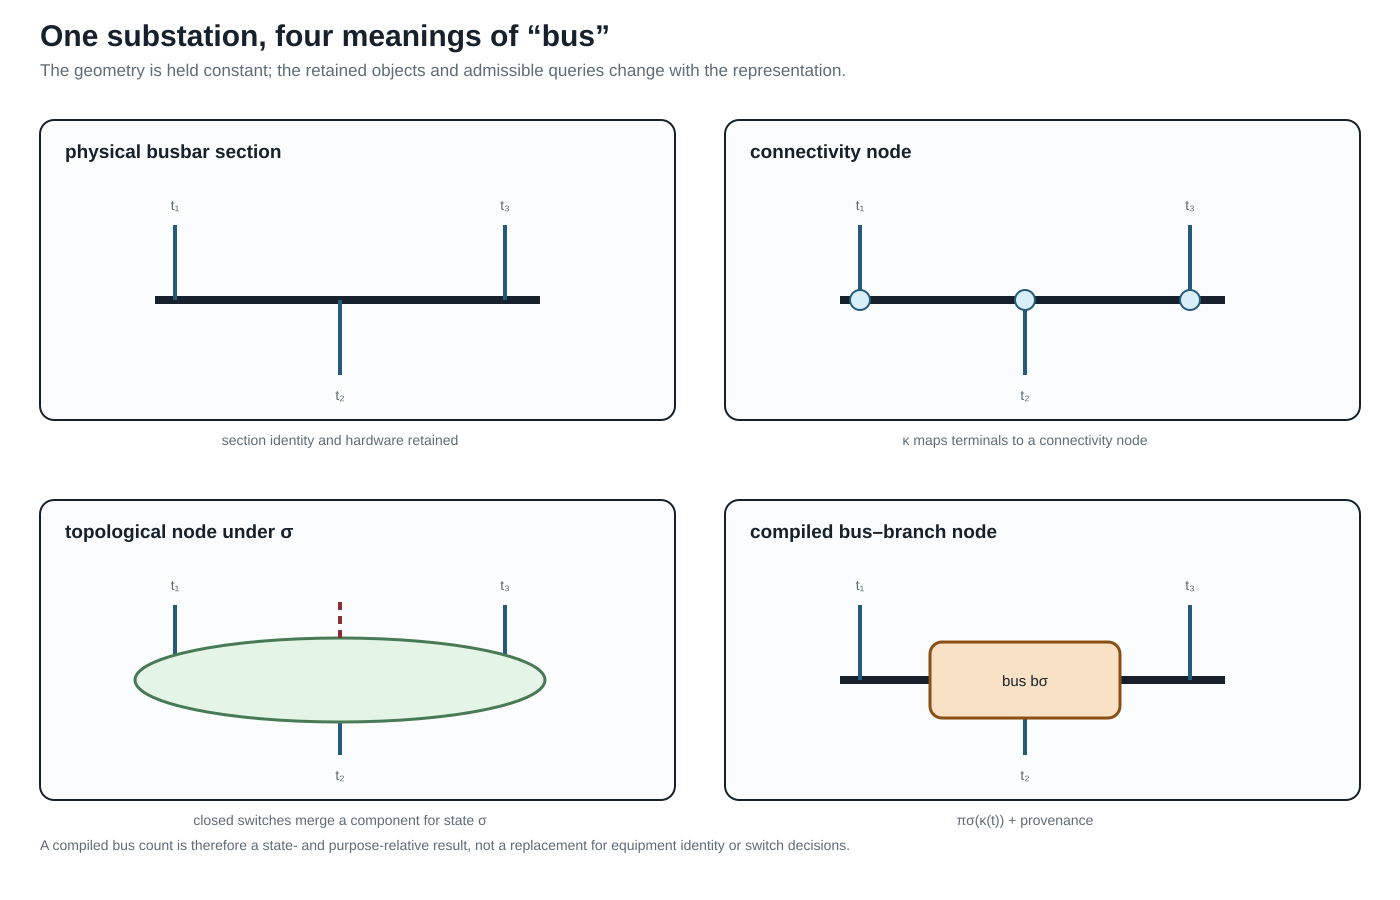 One substation, four meanings of “bus”
The geometry is held constant; the retained objects and admissible queries change with the representation.
physical busbar section
t₁
t₃
t₂
section identity and hardware retained
connectivity node
t₁
t₃
t₂
κ maps terminals to a connectivity node
topological node under σ
t₁
t₃
t₂
closed switches merge a component for state σ
compiled bus–branch node
t₁
t₃
bus bσ
t₂
πσ(κ(t)) + provenance
A compiled bus count is therefore a state- and purpose-relative result, not a replacement for equipment identity or switch decisions.